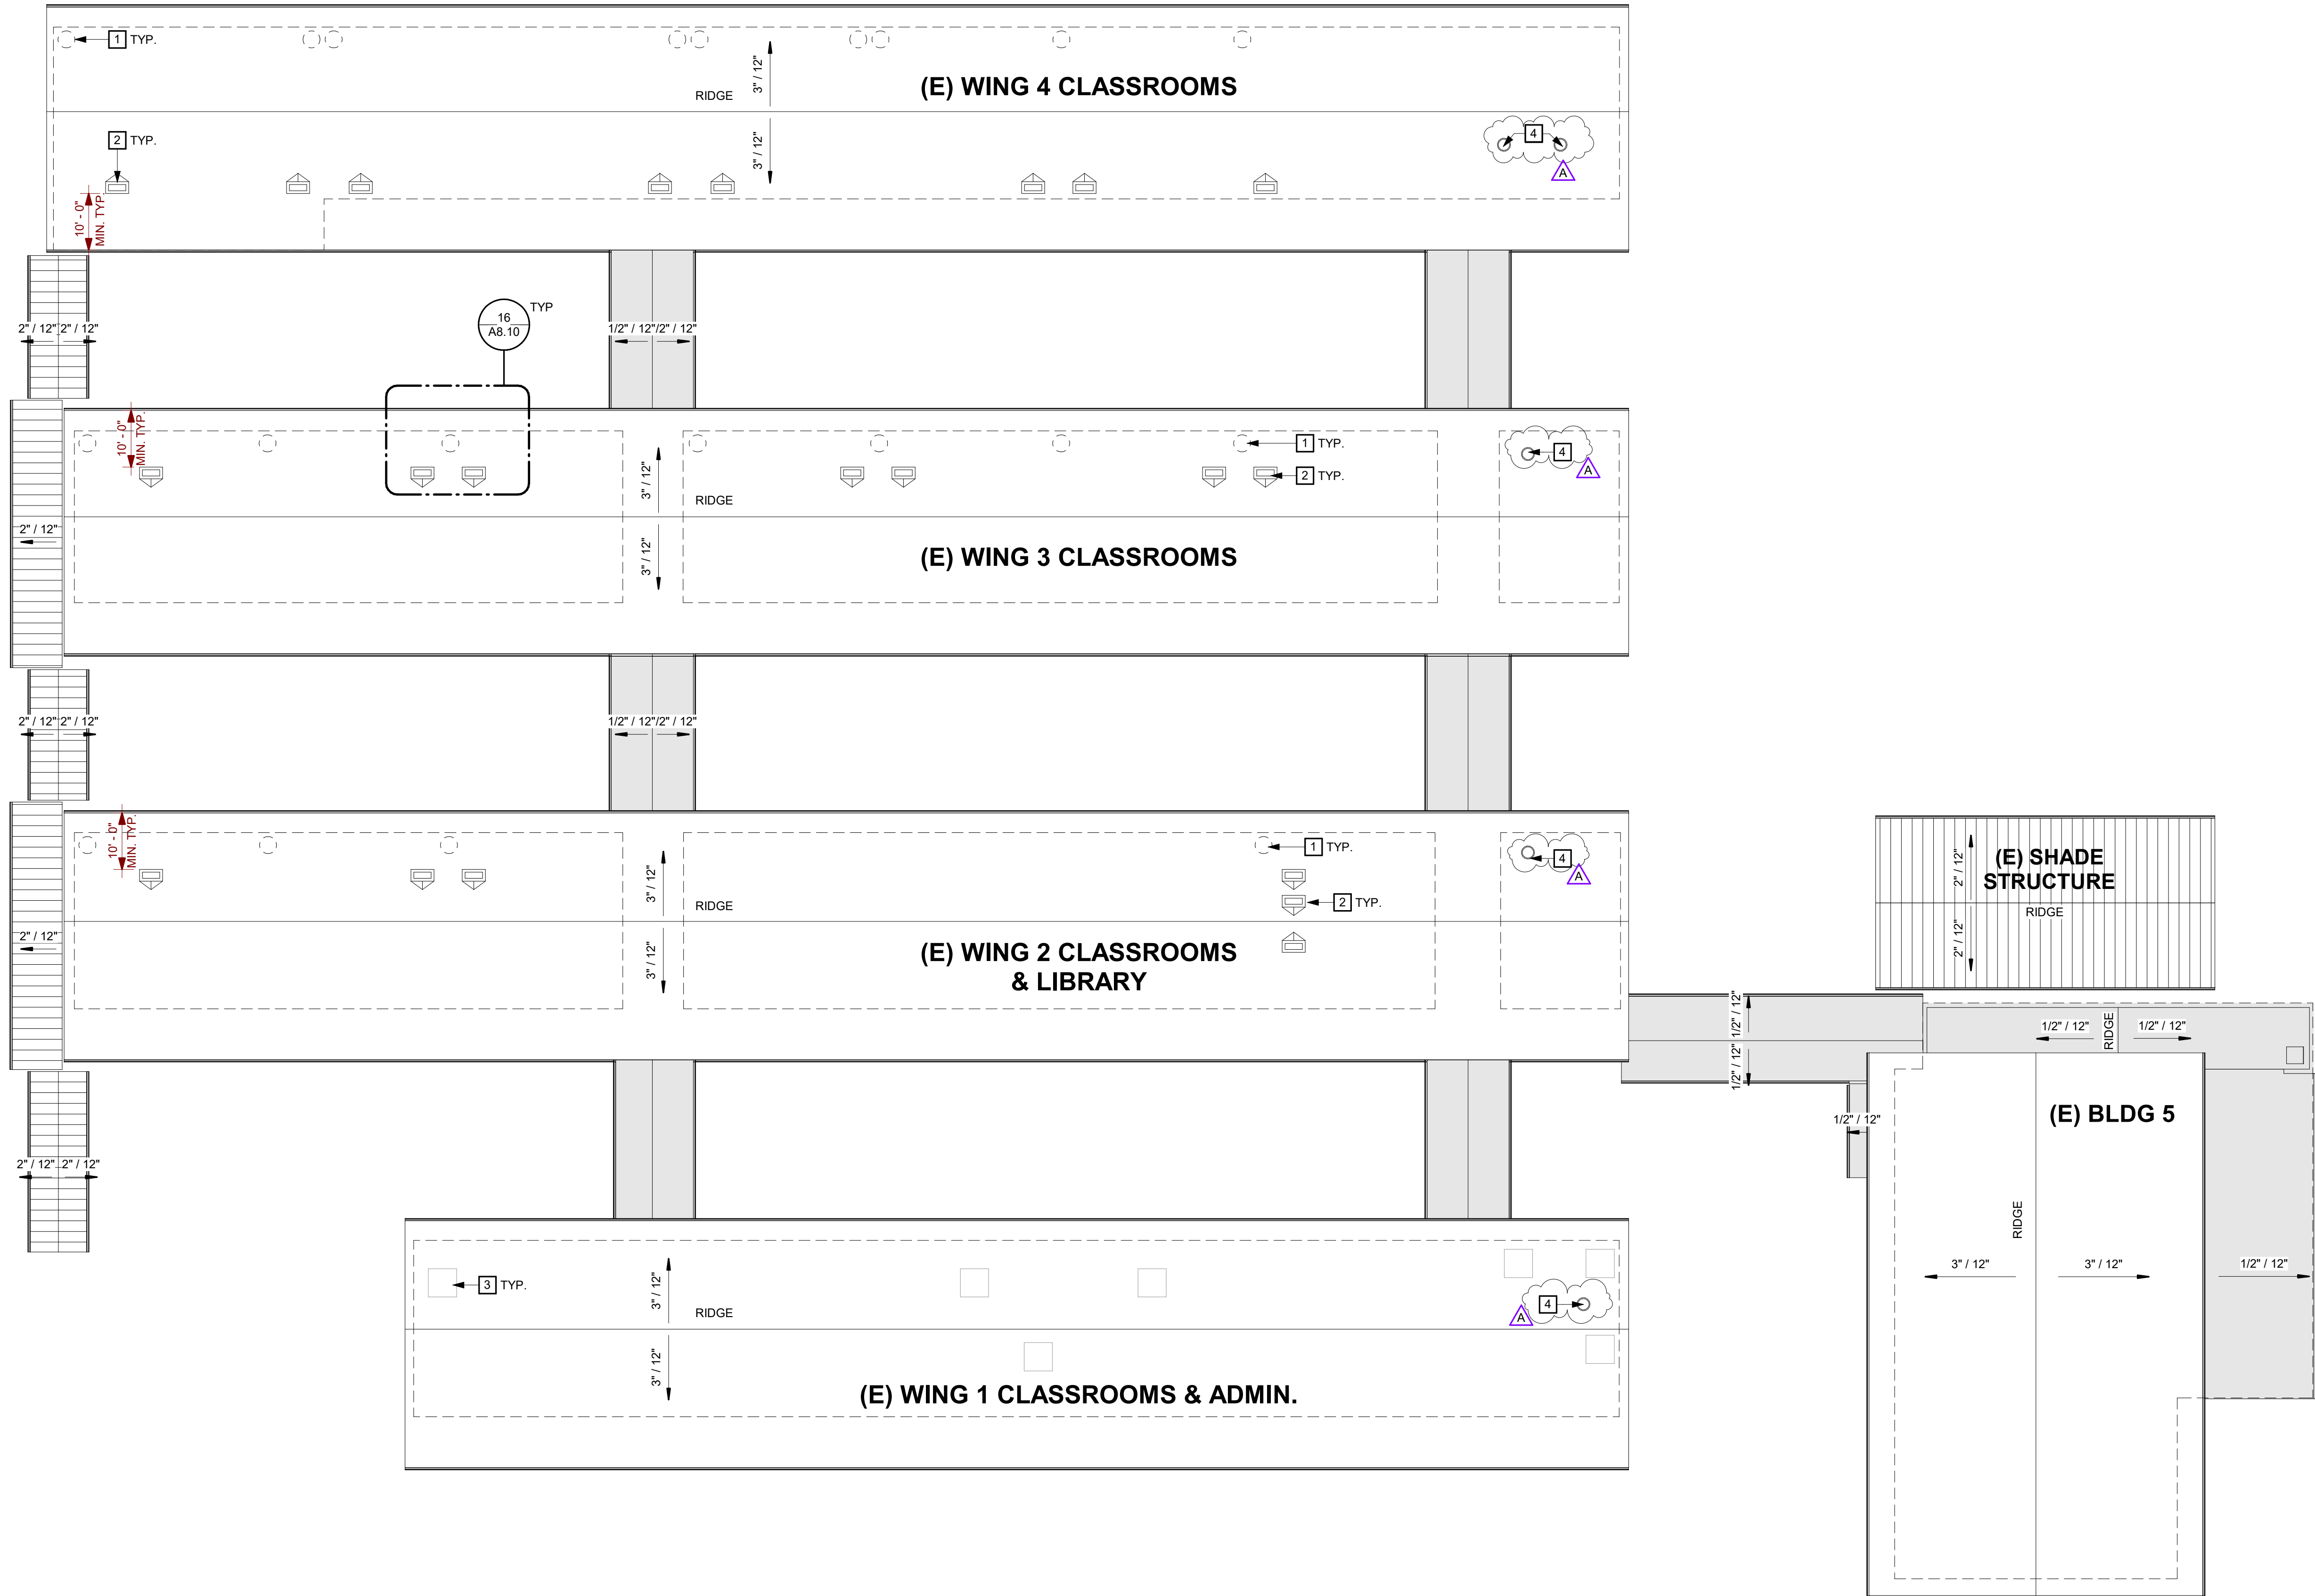 1 TYP.
3" / 12"
(E) WING 4 CLASSROOMS
RIDGE
2 TYP.
3" / 12"
4
A
10' - 0"
MIN. TYP.
16
A8.10
TYP
2" / 12" 2" / 12"
1/2" / 12"/2" / 12"
10' - 0"
MIN. TYP.
1 TYP.
4
A
2 TYP.
3" / 12"
RIDGE
2" / 12"
3" / 12"
(E) WING 3 CLASSROOMS
2" / 12" 2" / 12"
1/2" / 12"/2" / 12"
10' - 0"
MIN. TYP.
1 TYP.
4
A
3" / 12"
RIDGE
2 TYP.
2" / 12"
3" / 12"
(E) WING 2 CLASSROOMS
& LIBRARY
2" / 12"
(E) SHADE
STRUCTURE
RIDGE
2" / 12"
1/2" / 12"
1/2" / 12"
1/2" / 12"
RIDGE
1/2" / 12"
1/2" / 12"
(E) BLDG 5
2" / 12" 2" / 12"
RIDGE
3" / 12"
3" / 12"
1/2" / 12"
3 TYP.
3" / 12"
RIDGE
4
A
3" / 12"
(E) WING 1 CLASSROOMS & ADMIN.